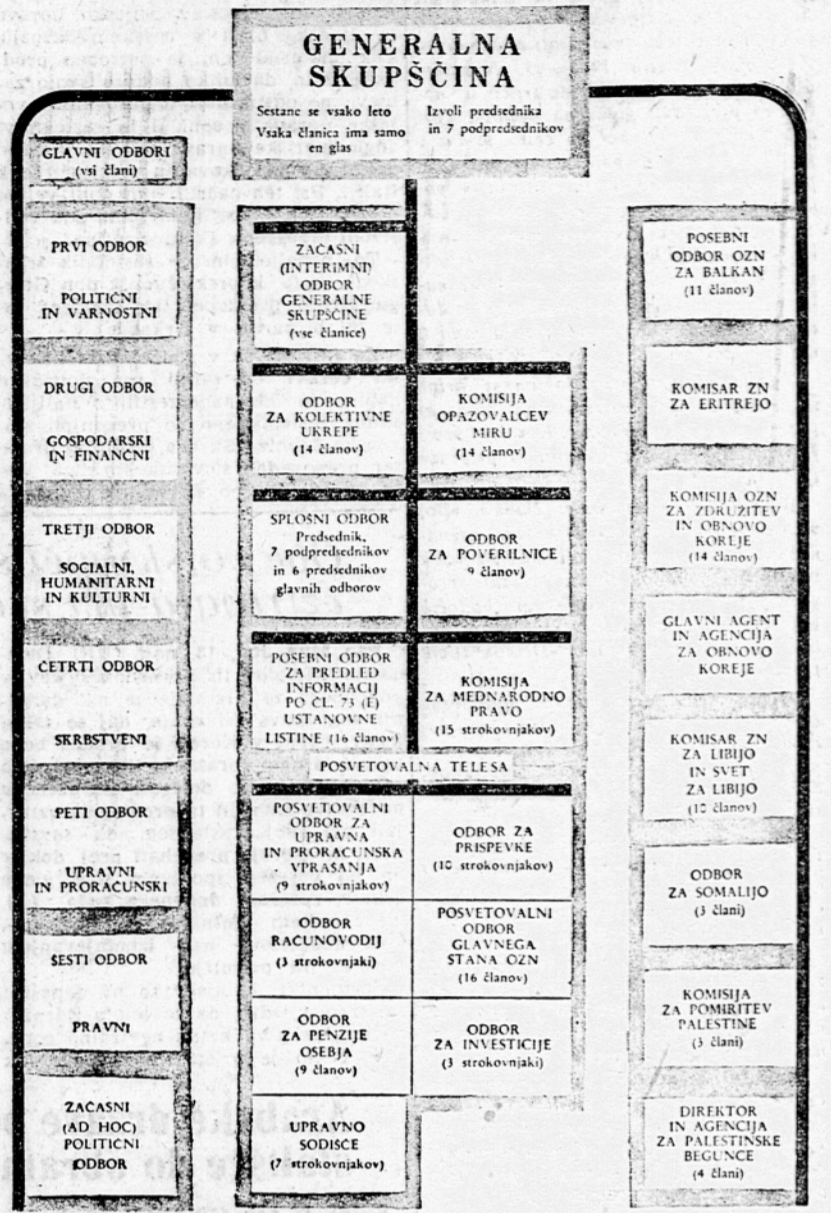 GENERALNA
SKUPŠČINA
Sestane se vsako leto
Vsaka članica ima samo
en glas
Izvoli predsednika
in 7 podpredsednikov
GLAVNI ODBORI
(vsi člani)
PRVI ODBOR
POLITIČNI
IN VARNOSTNI
DRUGI ODBOR
GOSPODARSKI
IN FINANČNI
TRETJI ODBOR
SOCIALNI,
HUMANITARNI
IN KULTURNI
ČETRTI ODBOR
SKRBSTVENI
PETI ODBOR
UPRAVNI
IN PRORAČUNSKI
ŠESTI ODBOR
PRAVNI
ZAČASNI
(AD HOC)
POLITIČNI
ODBOR
ZAČASNI
(INTERIMNI)
ODBOR
GENERALNE
SKUPŠČINE
(vse članice)
ODBOR
ZA KOLEKTIVNE
UKREPE
(14 članov)
KOMISIJA
OPAZOVALCEV
MIRU
(14 članov)
SPLOŠNI ODBOR
Predsednik,
7 podpredsednikov
in 6 predsednikov
glavnih odborov
ODBOR
ZA POVERILNICE
9 članov)
POSEBNI ODBOR
ZA PREDLED
INFORMACIJ
PO ČL. 73 (E)
USTANOVNE
LISTINE (16 članov)
KOMISIJA
ZA MEDNARODNO
PRAVO
(15 strokovnjakov)
POSVETOVALNA TELESA
POSVETOVALNI
ODBOR ZA
UPRAVNA
IN PRORAČUNSKA
VPRAŠANJA
(9 strokovnjakov)
ODBOR ZA
PRISPEVKE
(10 strokovnjakov)
ODBOR
RAČUNOVODIJ
(3 strokovnjaki)
POSVETOVALNI
ODBOR
GLAVNEGA
STANA OZN
(16 članov)
ODBOR
ZA PENZIJE
OSEBJA
(9 članov)
ODBOR
ZA INVESTICIJE
(3 strokovnjaki)
UPRAVNO
SODIŠČE
(7 strokovnjakov)
POSEBNI
ODBOR OZN
ZA BALKAN
(11 članov)
KOMISAR ZN
ZA ERITREJO
KOMISIJA OZN
ZA ZDRUŽITEV
IN OBNOVO
KOREJE
(14 članov)
GLAVNI AGENT
IN AGENCIJA
ZA OBNOVO
KOREJE
KOMISAR ZN
ZA LIBIJO
IN SVET
ZA LIBIJO
(10 članov)
ODBOR
ZA SOMALIJO
(3 člani)
KOMISIJA
ZA POMIRITEV
PALESTINE
(3 člani)
DIREKTOR
IN AGENCIJA
ZA PALESTINSKE
BEGUNCE
(4 člani)